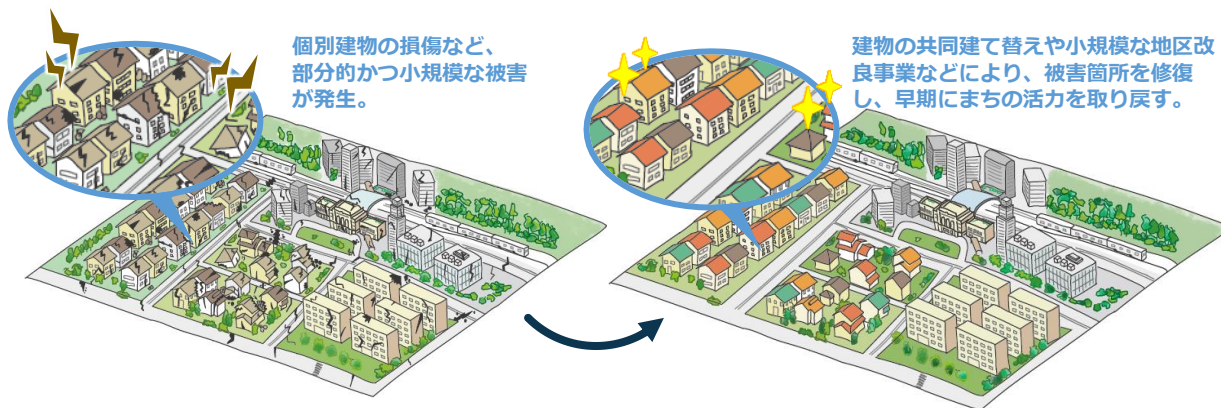 個別建物の損傷など、
部分的かつ小規模な被害
が発生。
建物の共同建て替えや小規模な地区改
良事業などにより、被害箇所を修復
し、早期にまちの活力を取り戻す。